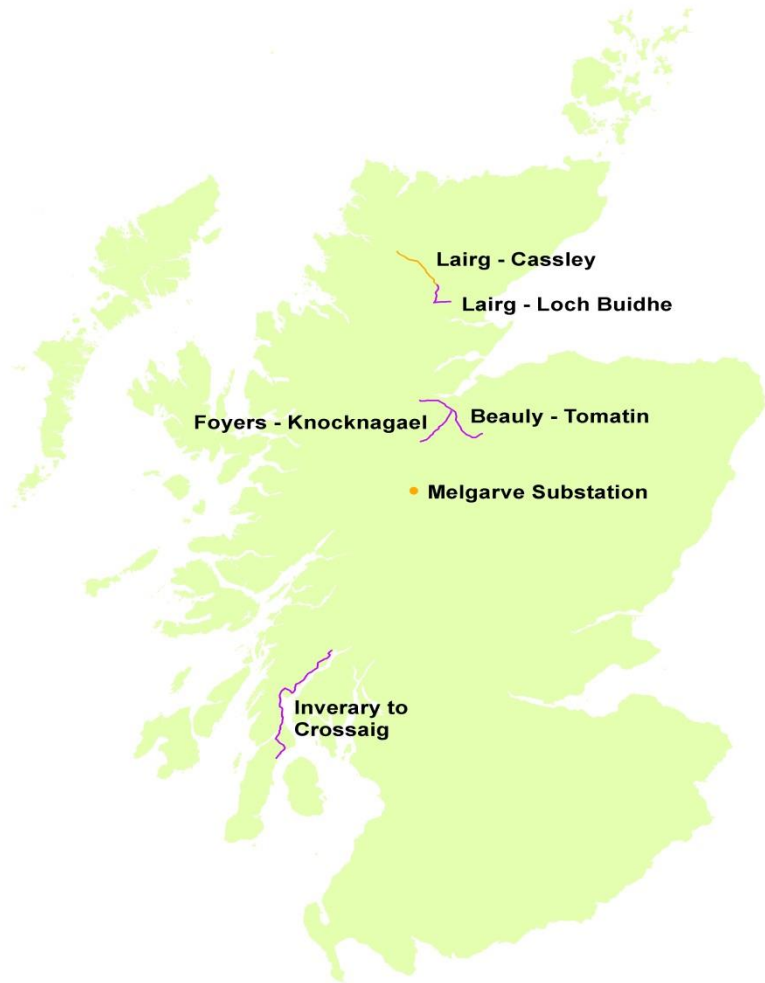 Lairg - Cassley
Lairg - Loch Buidhe
Foyers - Knocknagael
Beauly - Tomatin
Melgarve Substation
Inverary to
Crossaig